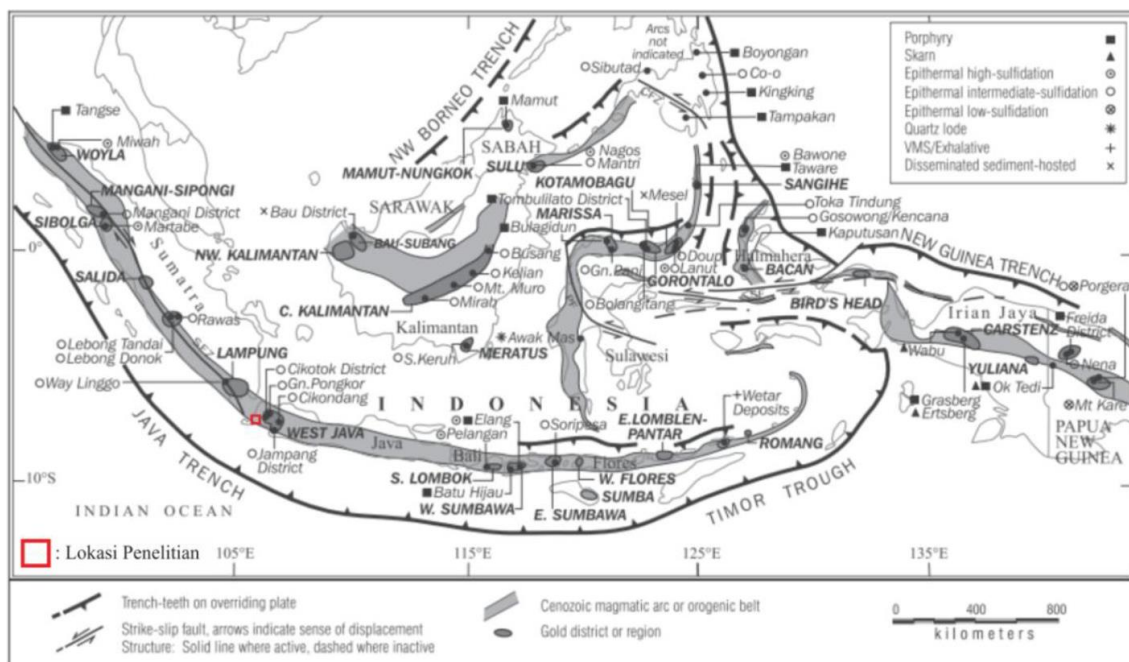 Arcs
not
indicated
Boyongan
Co-o
Kingking
Tampakan
Sibutad
NW BORNEO TRENCH
Mamut
SABAH
MAMUT-NUNGKOK
SULU
Nagos
Mantri
Bawone
Taware
SANGIHE
Porphyry
Skarn
Epithermal high-sulfidation
Epithermal intermediate-sulfidation
Epithermal low-sulfidation
Quartz lode
VMS/Exhalative
Disseminated sediment-hosted
Tangse
Miwah
WOYLA
MANGANI-SIPONGI
SIBOLGA
Mangani District
Martabe
0°
SALIDA
Sumatra
Rawas
SFZ
Lebong Tandai
Lebong Donok
LAMPUNG
Way Linggo
Cikotok District
Gn.Pongkor
Cikondang
WEST JAVA
Jampang
District
JAVA TRENCH
SARAWAK
Bau District
BAU-SUBANG
NW. KALIMANTAN
C. KALIMANTAN
Kalimantan
Busang
Kelian
Mt. Muro
Mirah
S.Keruh
MERATUS
Awak Mas
KOTAMOBAGU
Tombulilato District
Mesel
MARISSA
Bulagidun
Toka Tindung
Gosowong/Kencana
Kaputusan
Halmahera
BACAN
Gn.Pani
Doup
Lanut
GORONTALO
Bolangitang
Sulawesi
NEW GUINEA TRENCH
BIRD'S HEAD
Irian Jaya
CARSTENZ
Porgera
Freida
District
Wabu
YULIANA
Nena
Ok Tedi
Grasberg
Ertsberg
Mt Kare
PAPUA
NEW
GUINEA
INDONESIA
Java
Bali
Elang
Pelangan
Soripesa
E.LOMBLEN-
PANTAR
Wetar
Deposits
ROMANG
Flores
S. LOMBOK
W. FLORES
Batu Hijau
SUMBA
W. SUMBAWA
E. SUMBAWA
TIMOR TROUGH
10°S
INDIAN OCEAN
: Lokasi Penelitian
105°E
115°E
125°E
135°E
Trench-teeth on overriding plate
Strike-slip fault, arrows indicate sense of displacement
Structure: Solid line where active, dashed where inactive
Cenozoic magmatic arc or orogenic belt
Gold district or region
0 400 800
kilometers